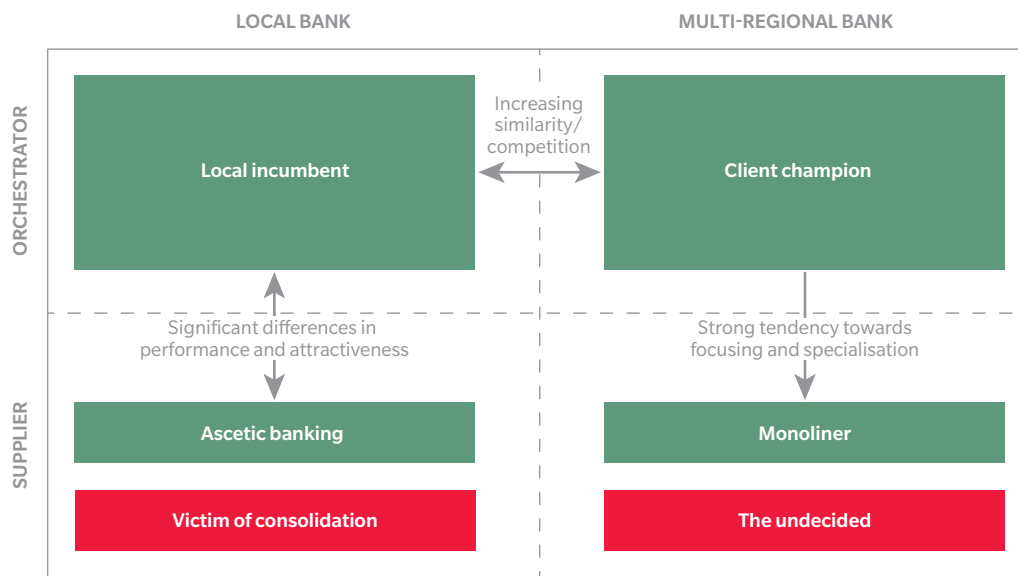 LOCAL BANK
MULTI-REGIONAL BANK
ORCHESTRATOR
Local incumbent
Increasing
similarity/
competition
Client champion
Significant differences in
performance and attractiveness
Strong tendency towards
focusing and specialisation
SUPPLIER
Ascetic banking
Monoliner
Victim of consolidation
The undecided